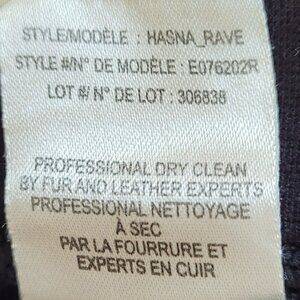 STYLE/MODÈLE : HASNA_RAVE
STYLE #/N° DE MODÈLE : E076202R
LOT #/ N° DE LOT : 306838
PROFESSIONAL DRY CLEAN
BY FUR AND LEATHER EXPERTS
PROFESSIONAL NETTOYAGE
À SEC
PAR LA FOURRURE ET
EXPERTS EN CUIR